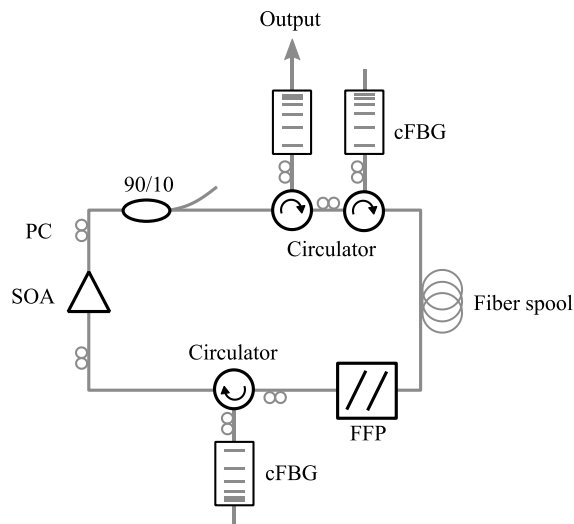 Output
cFBG
90/10
PC
Circulator
SOA
Fiber spool
Circulator
FFP
cFBG